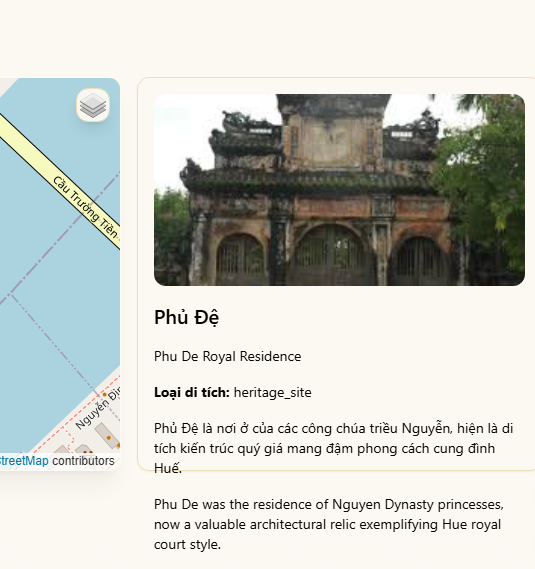 Cầu Trường Tiền
Nguyễn Đìn
StreetMap contributors
Phủ Đệ
Phu De Royal Residence
Loại di tích: heritage_site
Phủ Đệ là nơi ở của các công chúa triều Nguyễn, hiện là di
tích kiến trúc quý giá mang đậm phong cách cung đình
Huế.
Phu De was the residence of Nguyen Dynasty princesses,
now a valuable architectural relic exemplifying Hue royal
court style.